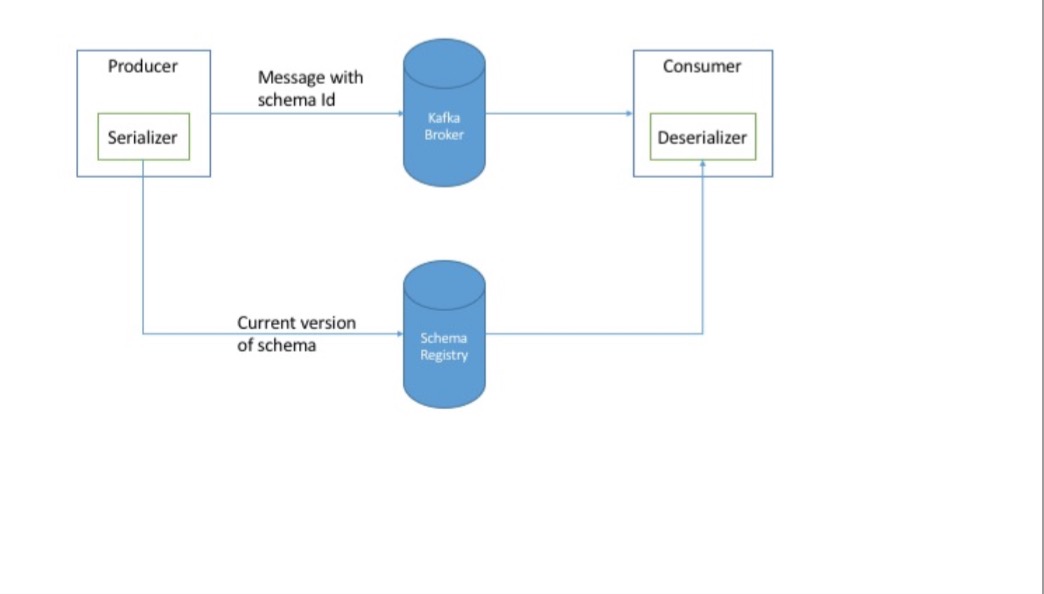 Producer
Serializer
Message with
schema Id
Kafka
Broker
Consumer
Deserializer
Current version
of schema
Schema
Registry